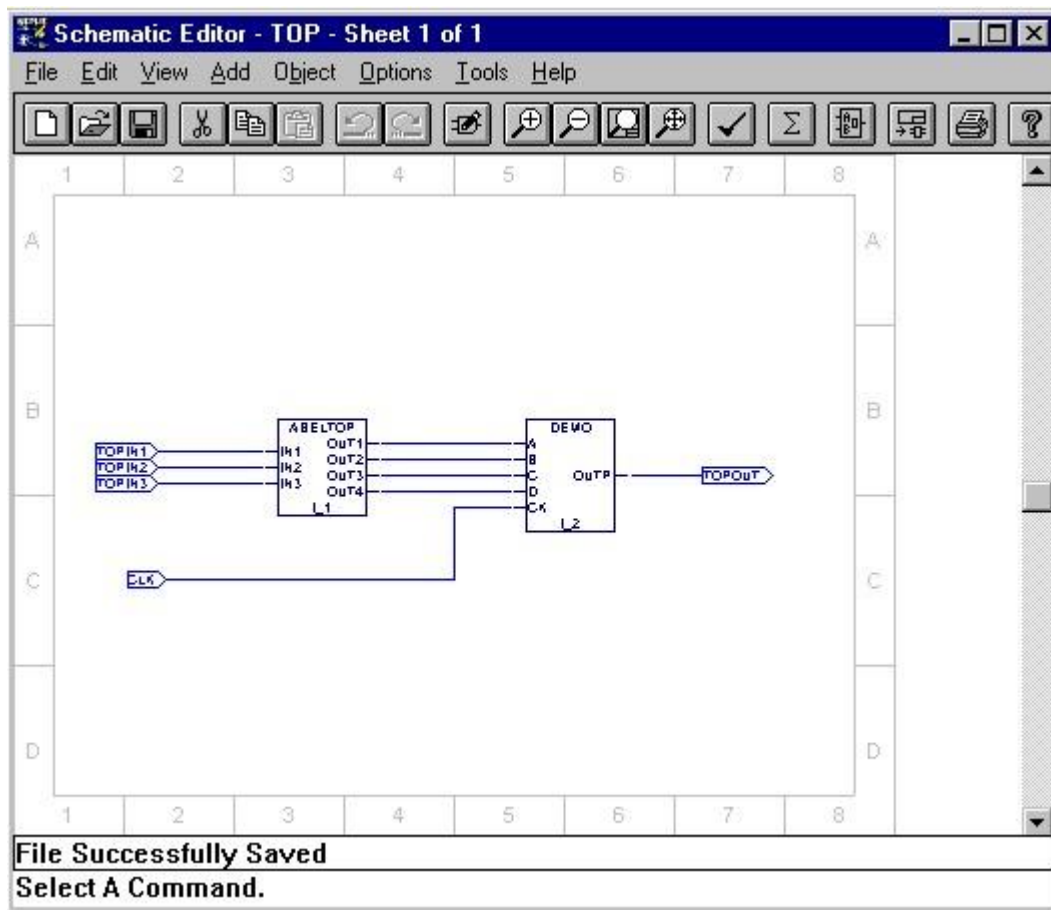 Schematic Editor - TOP - Sheet 1 of 1
File Edit View Add Object Options Tools Help
1 2 3 4 5 6 7 8
A A
B B
ABELTOP DEMO
TOPIN1 IN1 OUT1 A
TOPIN2 IN2 OUT2 B
TOPIN3 IN3 OUT3 C OUTP TOPOUT
OUT4 D
I_1 CK
I_2
C CLK C
D D
1 2 3 4 5 6 7 8
File Successfully Saved
Select A Command.